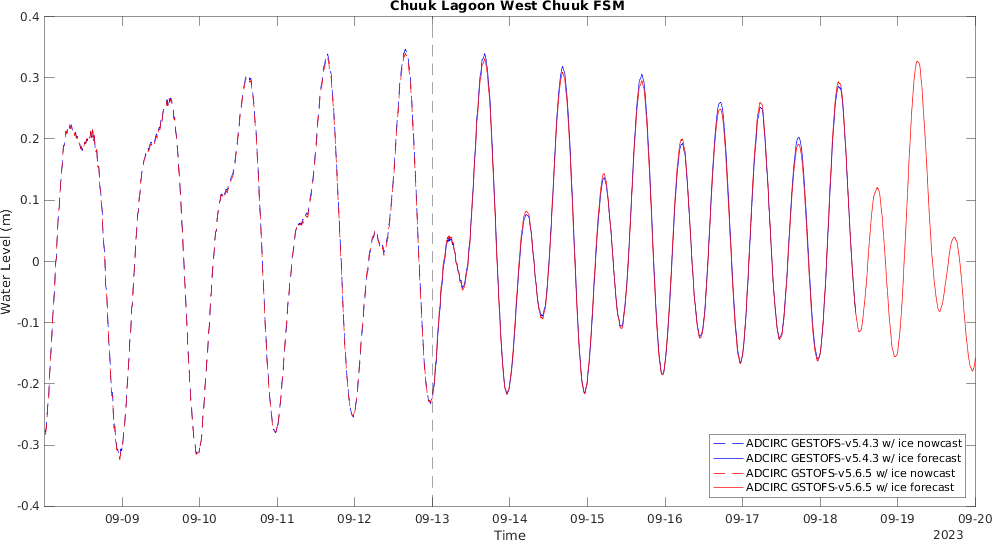 Chuuk Lagoon West Chuuk FSM
0.4
0.3
0.2
0.1
0
-0.1
-0.2
-0.3
-0.4
Water Level (m)
ADCIRC GESTOFS-v5.4.3 w/ ice nowcast
ADCIRC GESTOFS-v5.4.3 w/ ice forecast
ADCIRC GSTOFS-v5.6.5 w/ ice nowcast
ADCIRC GSTOFS-v5.6.5 w/ ice forecast
09-09 09-10 09-11 09-12 09-13 09-14 09-15 09-16 09-17 09-18 09-19 09-20
Time
2023